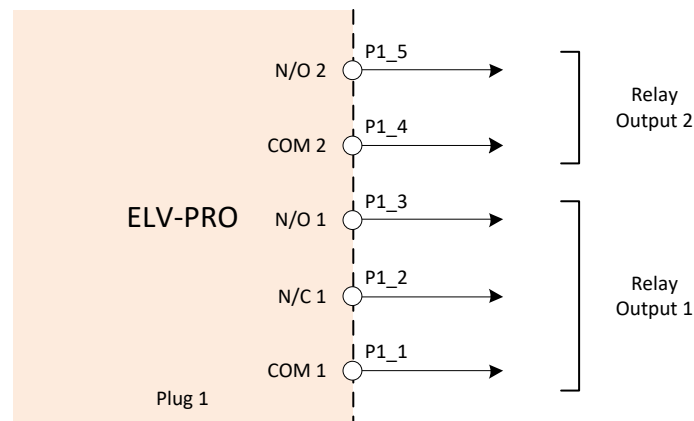 N/O 2
P1_5
COM 2
P1_4
Relay
Output 2
ELV-PRO
N/O 1
P1_3
N/C 1
P1_2
Relay
Output 1
COM 1
P1_1
Plug 1